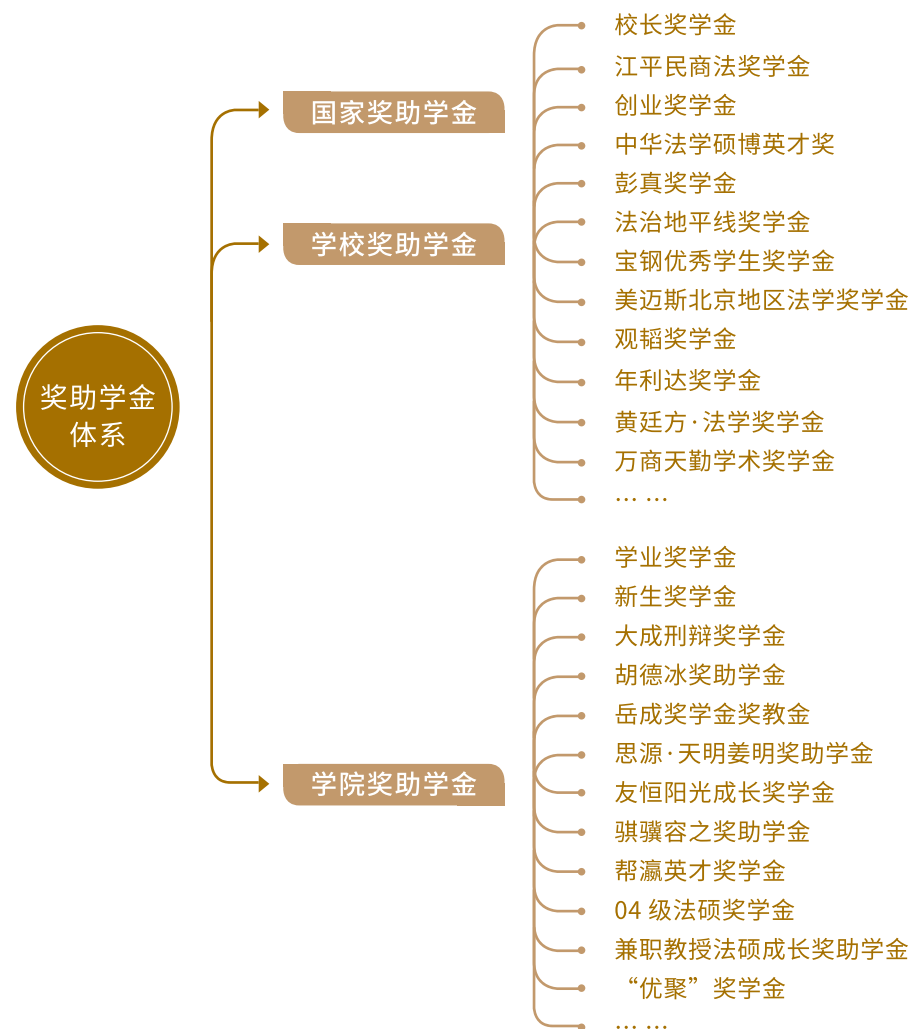 奖助学金
体系
国家奖助学金
学校奖助学金
校长奖学金
江平民商法奖学金
创业奖学金
中华法学硕博英才奖
彭真奖学金
法治地平线奖学金
宝钢优秀学生奖学金
美迈斯北京地区法学奖学金
观韬奖学金
年利达奖学金
黄廷方·法学奖学金
万商天勤学术奖学金
… …
学院奖助学金
学业奖学金
新生奖学金
大成刑辩奖学金
胡德冰奖助学金
岳成奖学金奖教金
思源·天明姜明奖助学金
友恒阳光成长奖学金
骐骥容之奖助学金
帮瀛英才奖学金
04 级法硕奖学金
兼职教授法硕成长奖助学金
“优聚”奖学金
… …